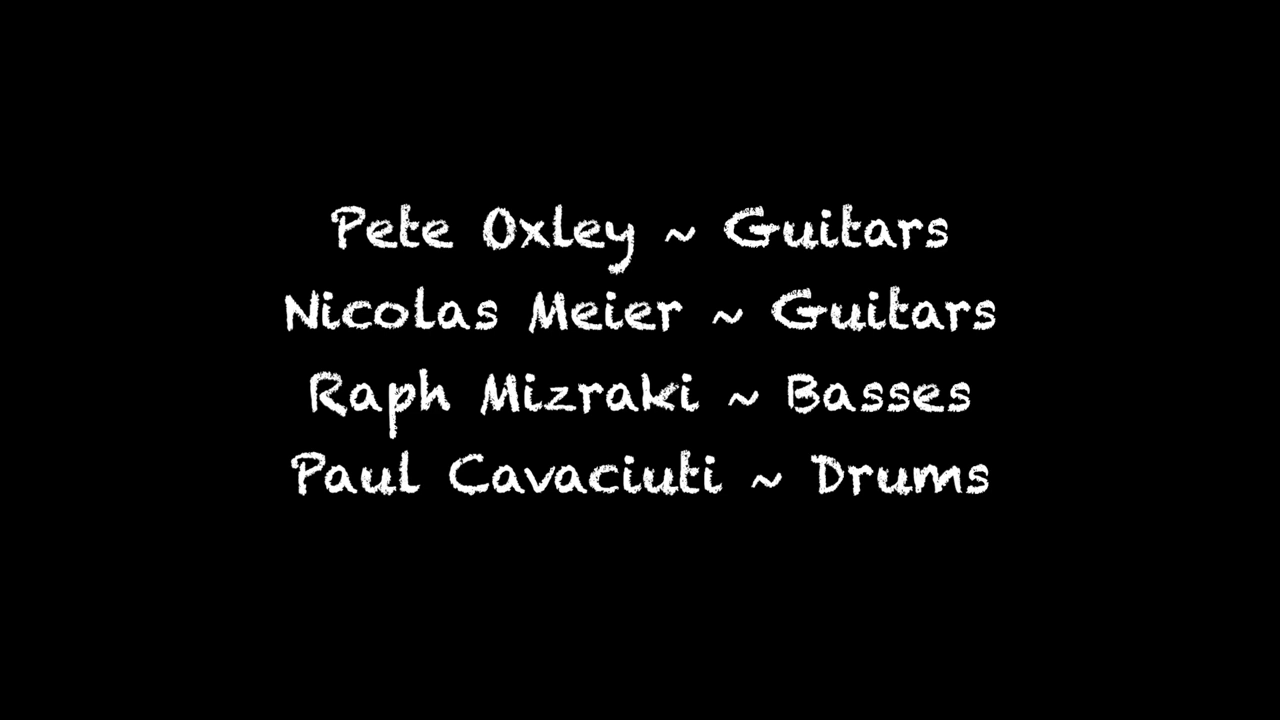 Pete Oxley ~ Guitars
Nicolas Meier ~ Guitars
Raph Mizraki ~ Basses
Paul Cavaciuti ~ Drums